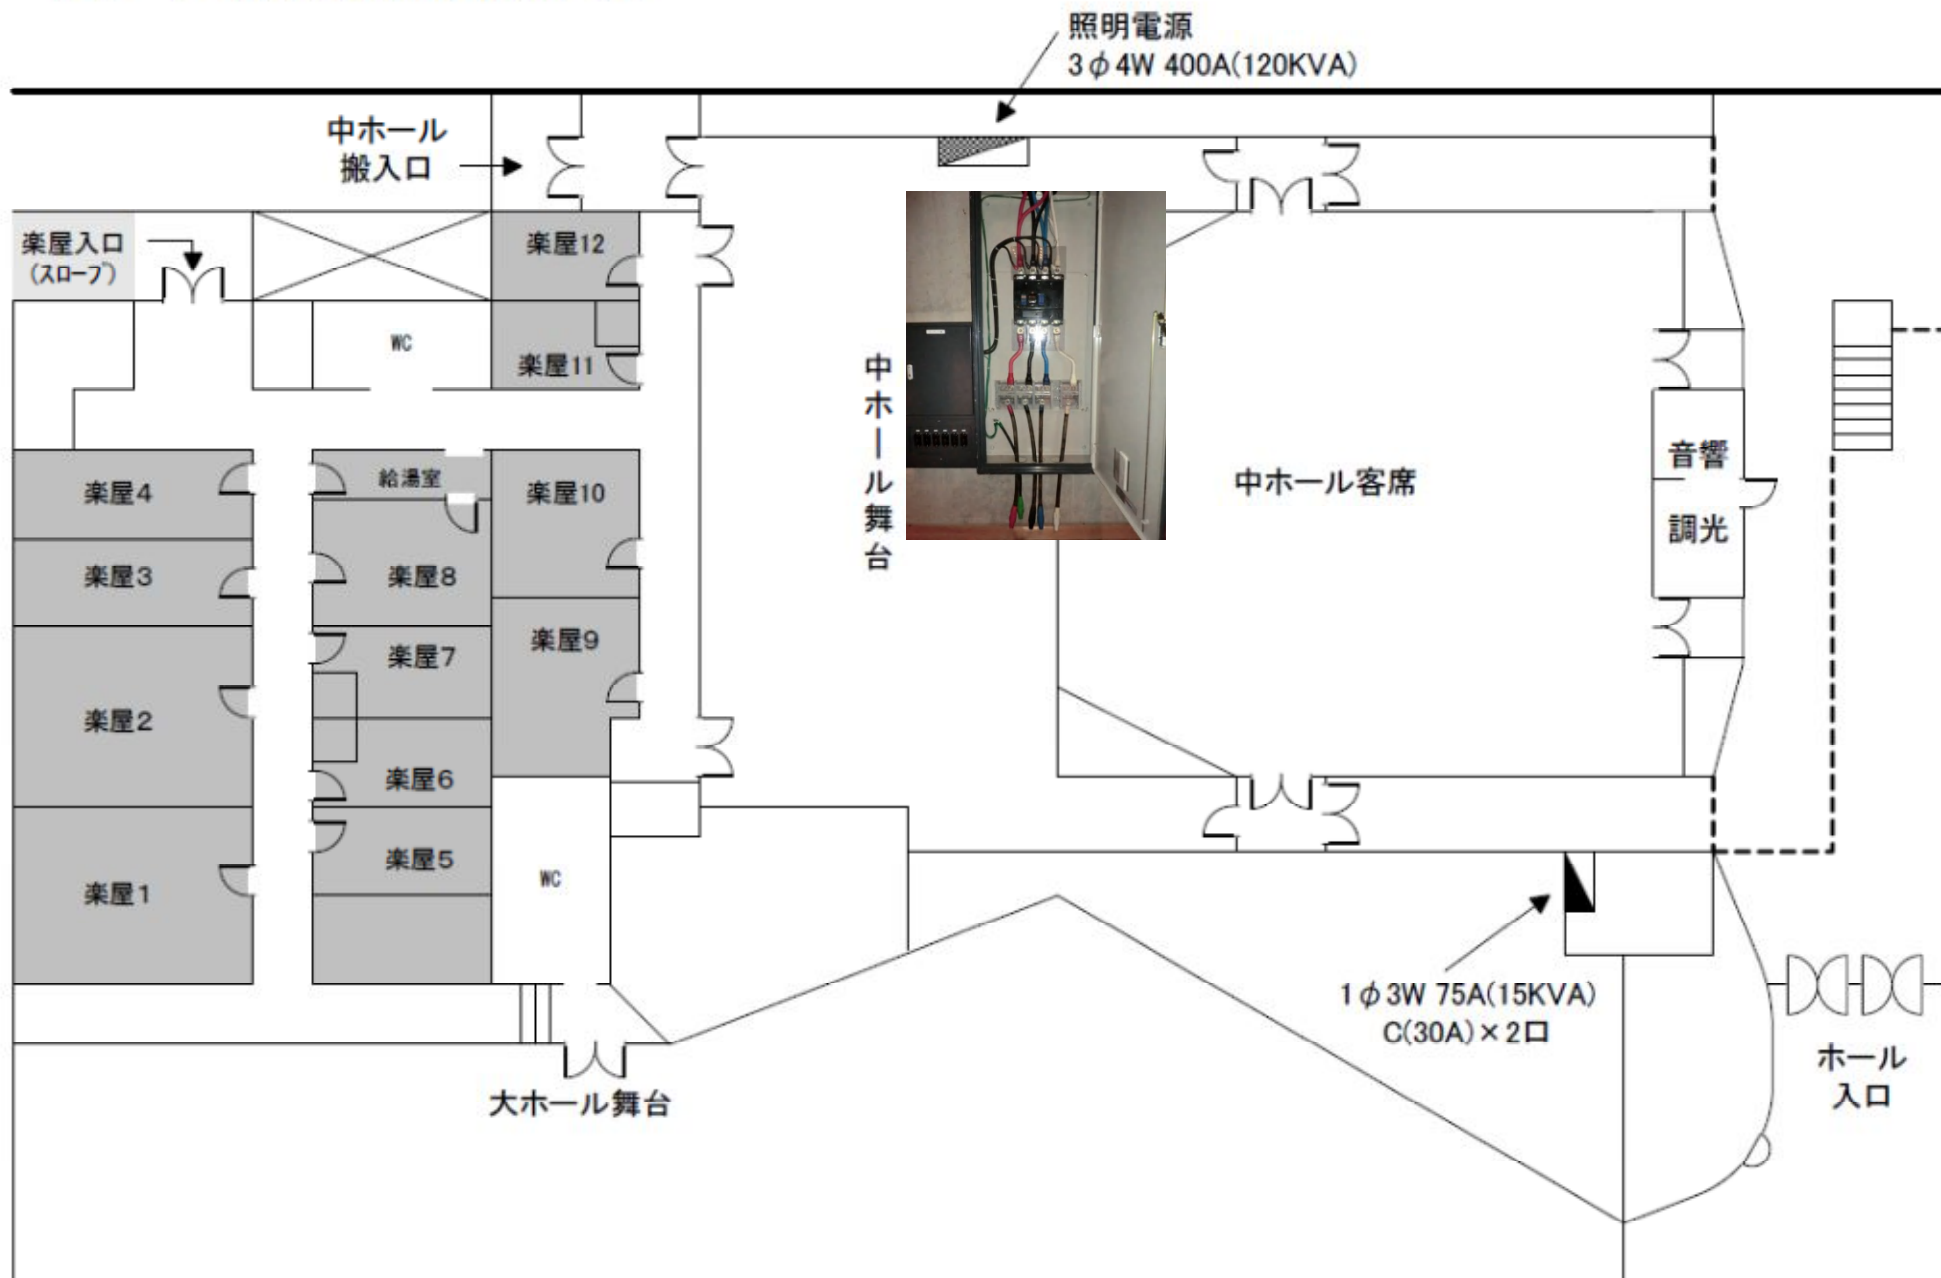 照明電源
3φ4W 400A(120KVA)
中ホール
搬入口
楽屋入口
(スロープ)
楽屋12
WC
楽屋11
中ホール舞台
音響
楽屋4
給湯室
楽屋10
中ホール客席
調光
楽屋3
楽屋8
楽屋7
楽屋9
楽屋2
楽屋6
楽屋5
WC
楽屋1
1φ3W 75A(15KVA)
C(30A)×2口
ホール
入口
大ホール舞台